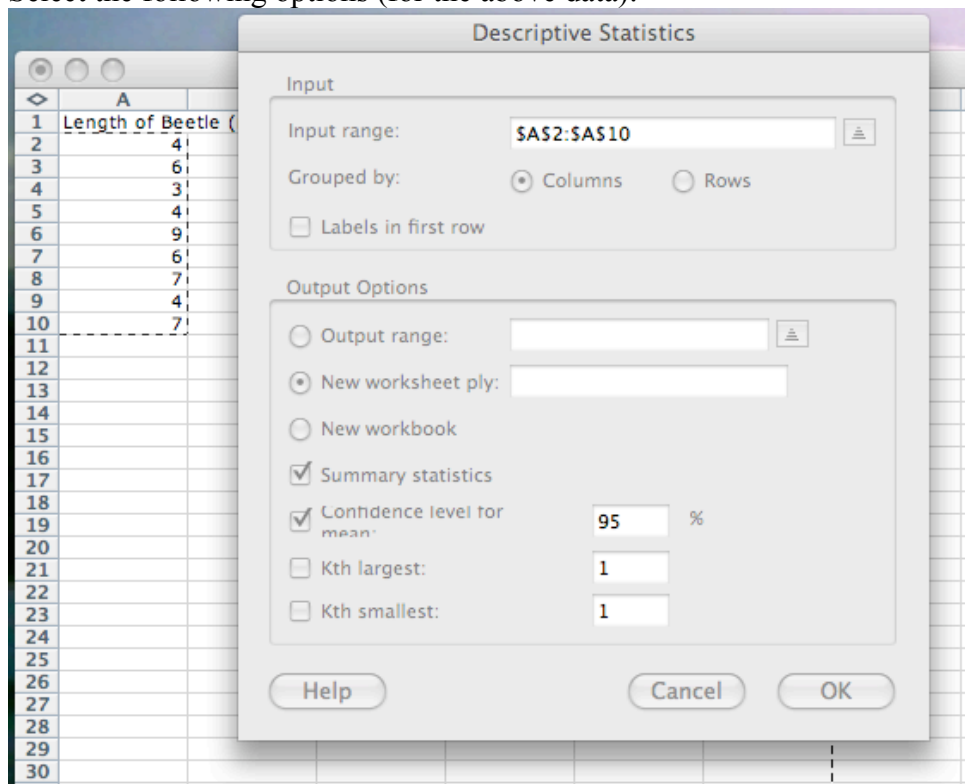 Select the following options (for the above data):
Descriptive Statistics
A
1 Length of Beetle (
2 4
3 6
4 3
5 4
6 9
7 6
8 7
9 4
10 7
11
12
13
14
15
16
17
18
19
20
21
22
23
24
25
26
27
28
29
30
Input
Input range: $A$2:$A$10
Grouped by: Columns Rows
Labels in first row
Output Options
Output range:
New worksheet ply:
New workbook
Summary statistics
Confidence level for
mean: 95 %
Kth largest: 1
Kth smallest: 1
Help Cancel OK